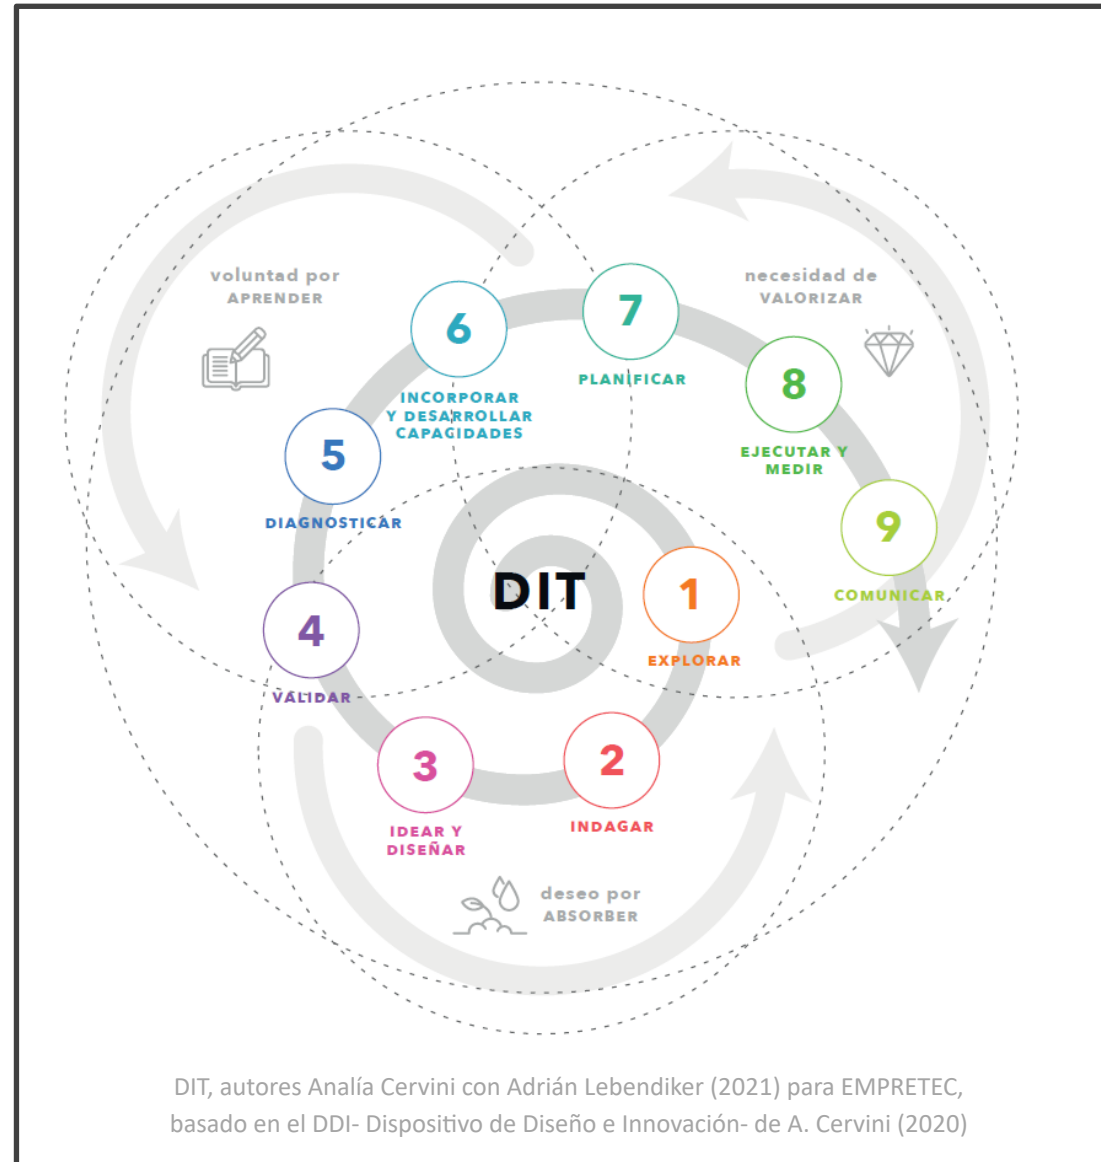 voluntad por
APRENDER
necesidad de
VALORIZAR
6
INCORPORAR
Y DESARROLLAR
CAPACIDADES
7
PLANIFICAR
8
EJECUTAR Y
MEDIR
5
DIAGNOSTICAR
9
COMUNICAR
DIT
1
EXPLORAR
4
VALIDAR
3
IDEAR Y
DISEÑAR
2
INDAGAR
deseo por
ABSORBER
DIT, autores Analía Cervini con Adrián Lebendiker (2021) para EMPRETEC,
basado en el DDI- Dispositivo de Diseño e Innovación- de A. Cervini (2020)